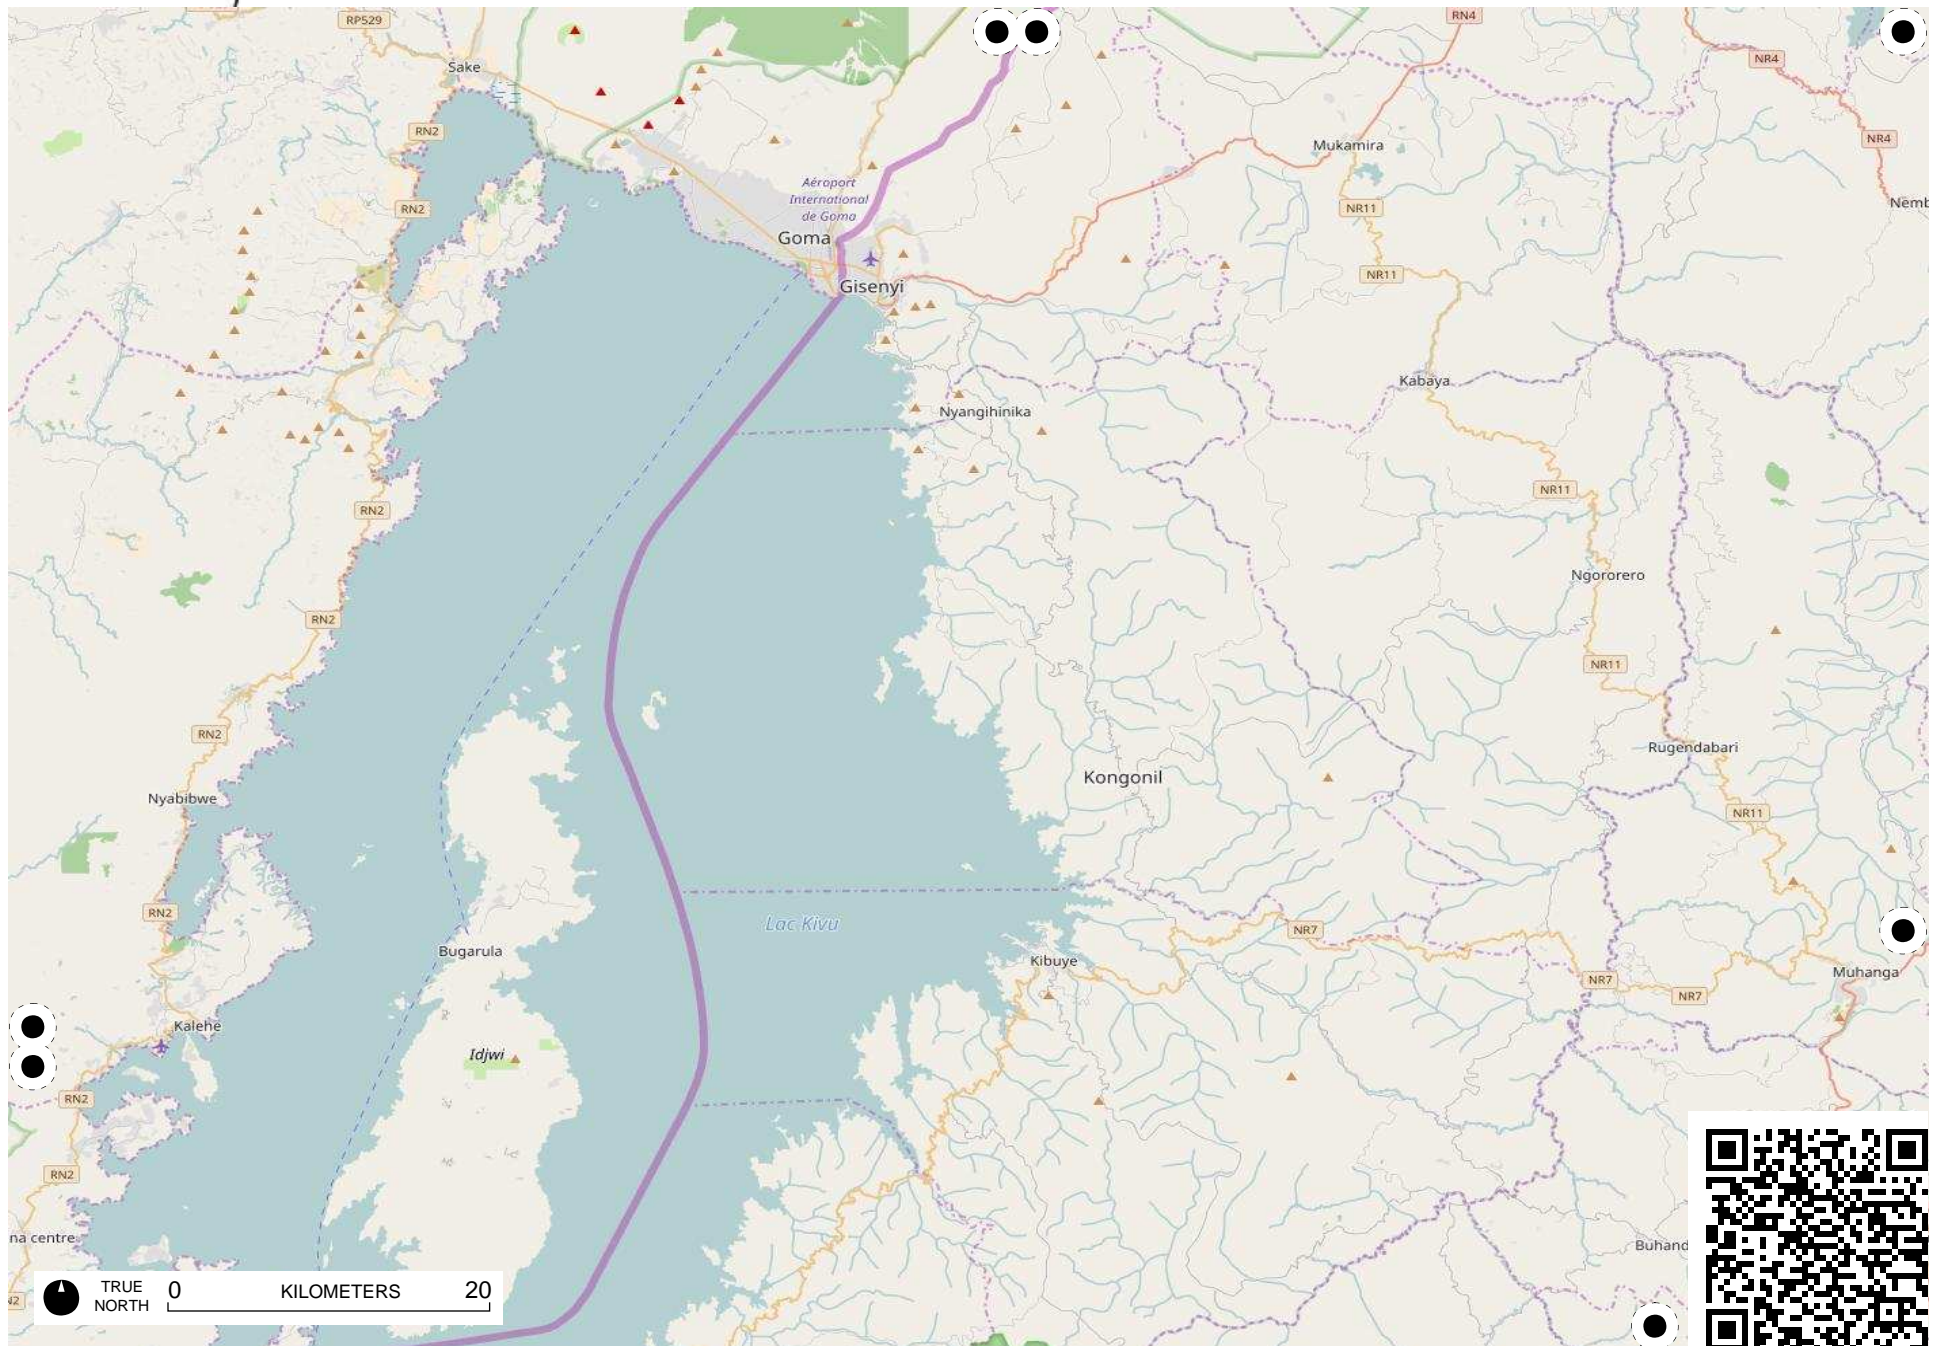 RP529
RN4
Sake
NR4
RN2
NR4
Mukamira
Aéroport
International
de Goma
RN2
NR11
Goma
NR11
Gisenyi
Kabaya
Nyangihinika
NR11
RN2
Ngororero
RN2
NR11
RN2
Rugendabari
Kongonil
Nyabibwe
NR11
RN2
Lac Kivu
NR7
Bugarula
Kibuye
Muhanga
NR7
NR7
Kalehe
Idjwi
RN2
RN2
na centre
Buhand
TRUE
NORTH
0 KILOMETERS 20